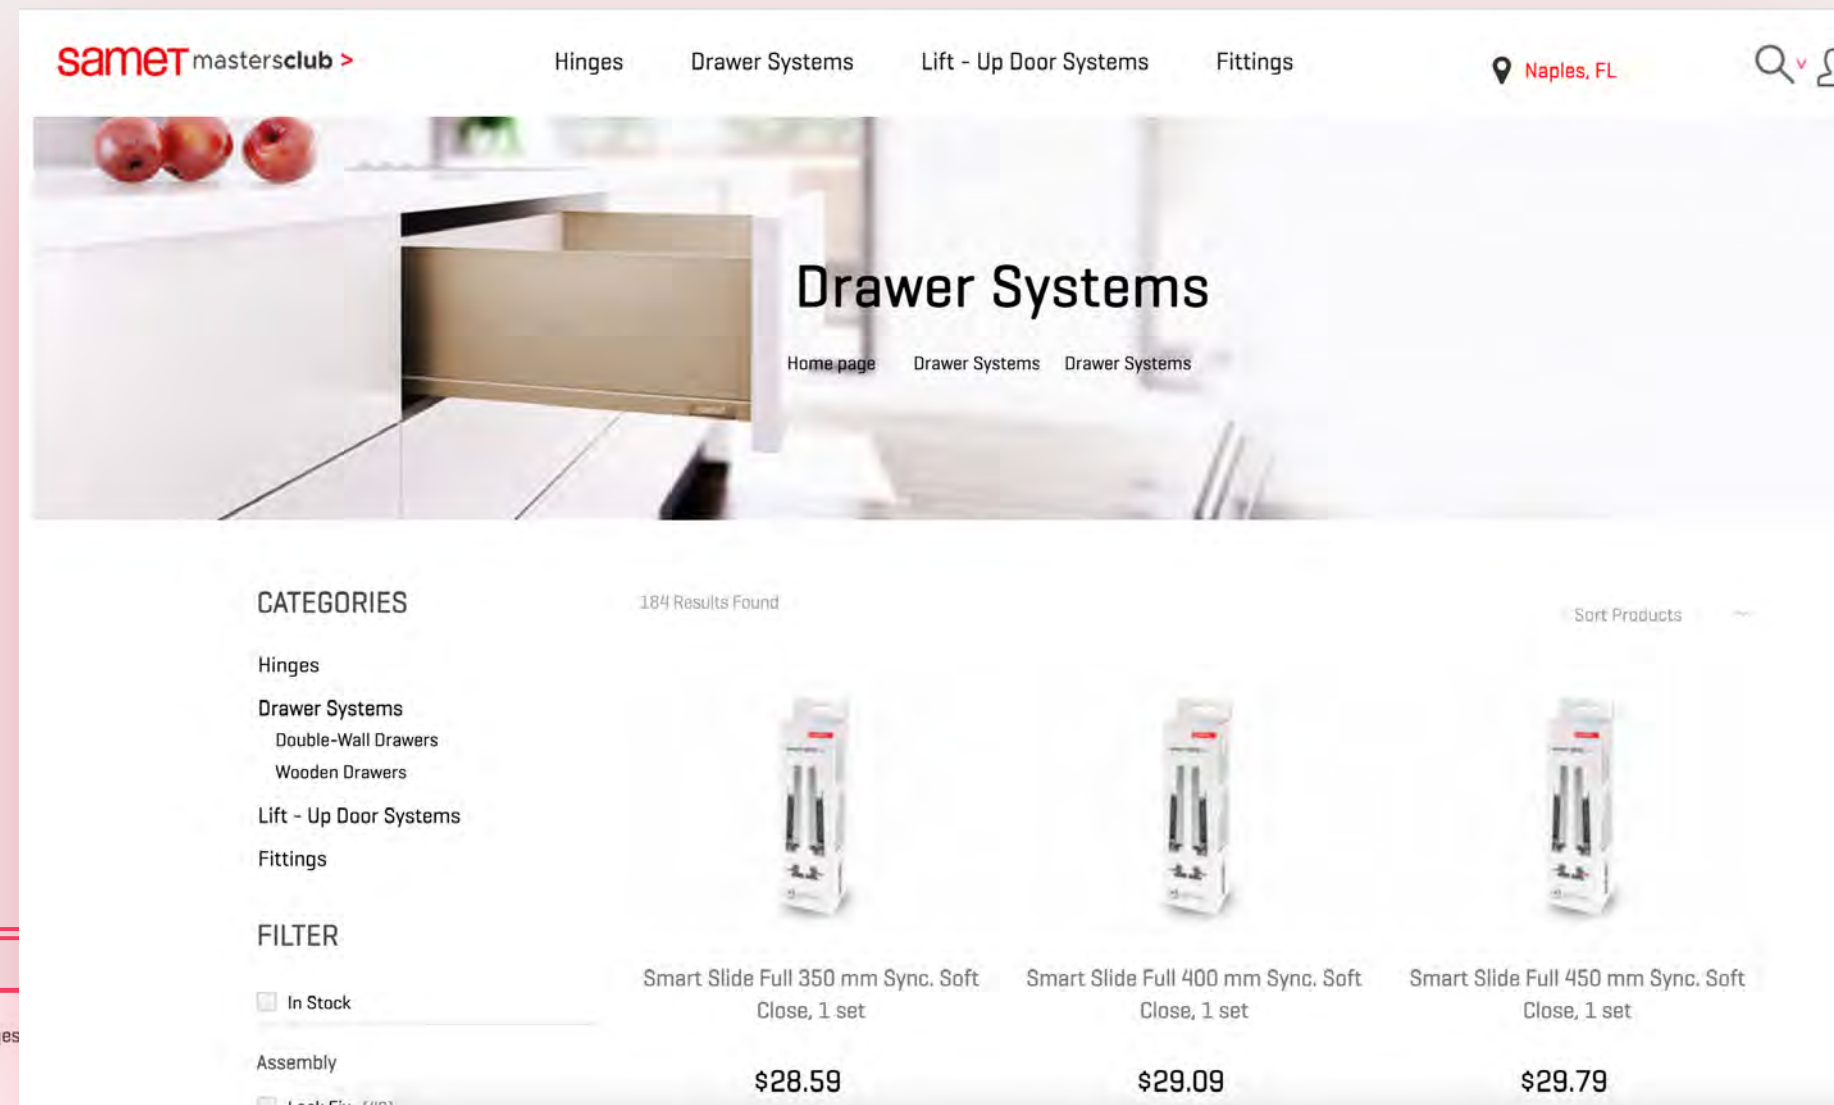 samet mastersclub >
Hinges
Drawer Systems
Lift - Up Door Systems
Fittings
Naples, FL
Drawer Systems
Home page Drawer Systems Drawer Systems
CATEGORIES
Hinges
Drawer Systems
Double-Wall Drawers
Wooden Drawers
Lift - Up Door Systems
Fittings
FILTER
In Stock
Assembly
184 Results Found
Sort Products
Smart Slide Full 350 mm Sync. Soft
Close, 1 set
$28.59
Smart Slide Full 400 mm Sync. Soft
Close, 1 set
$29.09
Smart Slide Full 450 mm Sync. Soft
Close, 1 set
$29.79